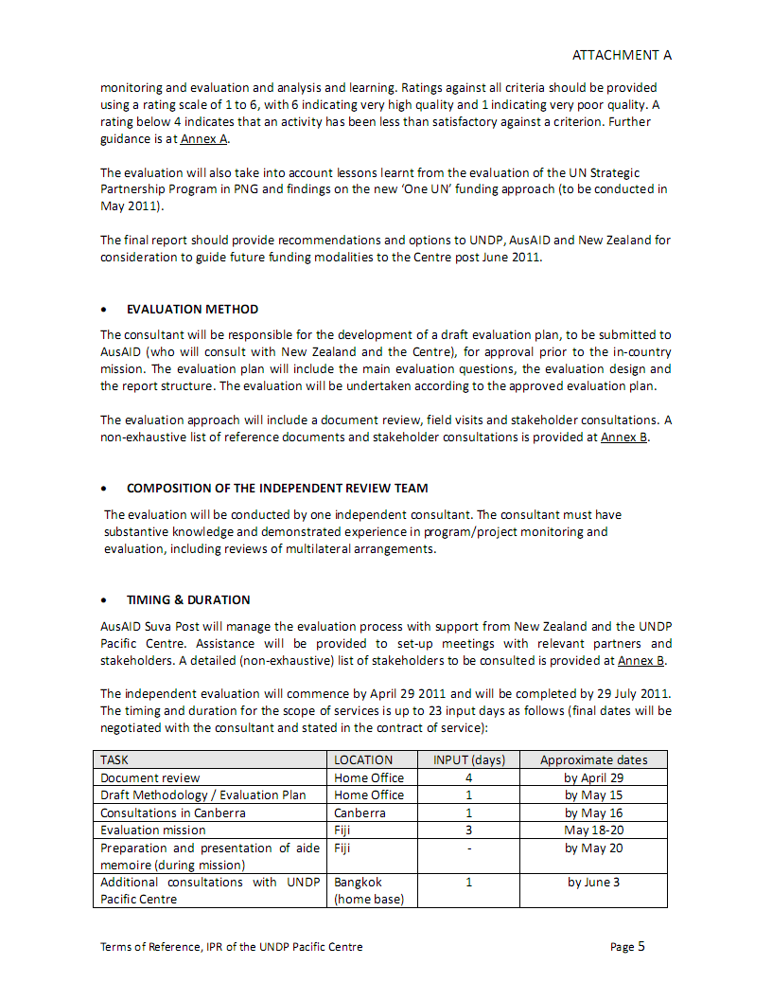 ATTACHMENT A
monitoring and evaluation and analysis and learning. Ratings against all criteria should be provided
using a rating scale of 1 to 6, with 6 indicating very high quality and 1 indicating very poor quality. A
rating below 4 indicates that an activity has been less than satisfactory against a criterion. Further
guidance is at Annex A.
The evaluation will also take into account lessons learnt from the evaluation of the UN Strategic
Partnership Program in PNG and findings on the new ‘One UN’ funding approach (to be conducted in
May 2011).
The final report should provide recommendations and options to UNDP, AusAID and New Zealand for
consideration to guide future funding modalities to the Centre post June 2011.
• EVALUATION METHOD
The consultant will be responsible for the development of a draft evaluation plan, to be submitted to
AusAID (who will consult with New Zealand and the Centre), for approval prior to the in-country
mission. The evaluation plan will include the main evaluation questions, the evaluation design and
the report structure. The evaluation will be undertaken according to the approved evaluation plan.
The evaluation approach will include a document review, field visits and stakeholder consultations. A
non-exhaustive list of reference documents and stakeholder consultations is provided at Annex B.
• COMPOSITION OF THE INDEPENDENT REVIEW TEAM
The evaluation will be conducted by one independent consultant. The consultant must have
substantive knowledge and demonstrated experience in program/project monitoring and
evaluation, including reviews of multilateral arrangements.
• TIMING & DURATION
AusAID Suva Post will manage the evaluation process with support from New Zealand and the UNDP
Pacific Centre. Assistance will be provided to set-up meetings with relevant partners and
stakeholders. A detailed (non-exhaustive) list of stakeholders to be consulted is provided at Annex B.
The independent evaluation will commence by April 29 2011 and will be completed by 29 July 2011.
The timing and duration for the scope of services is up to 23 input days as follows (final dates will be
negotiated with the consultant and stated in the contract of service):
TASK LOCATION INPUT (days) Approximate dates
Document review Home Office 4 by April 29
Draft Methodology / Evaluation Plan Home Office 1 by May 15
Consultations in Canberra Canberra 1 by May 16
Evaluation mission Fiji 3 May 18-20
Preparation and presentation of aide Fiji - by May 20
memoire (during mission)
Additional consultations with UNDP Bangkok 1 by June 3
Pacific Centre (home base)
Terms of Reference, IPR of the UNDP Pacific Centre Page 5